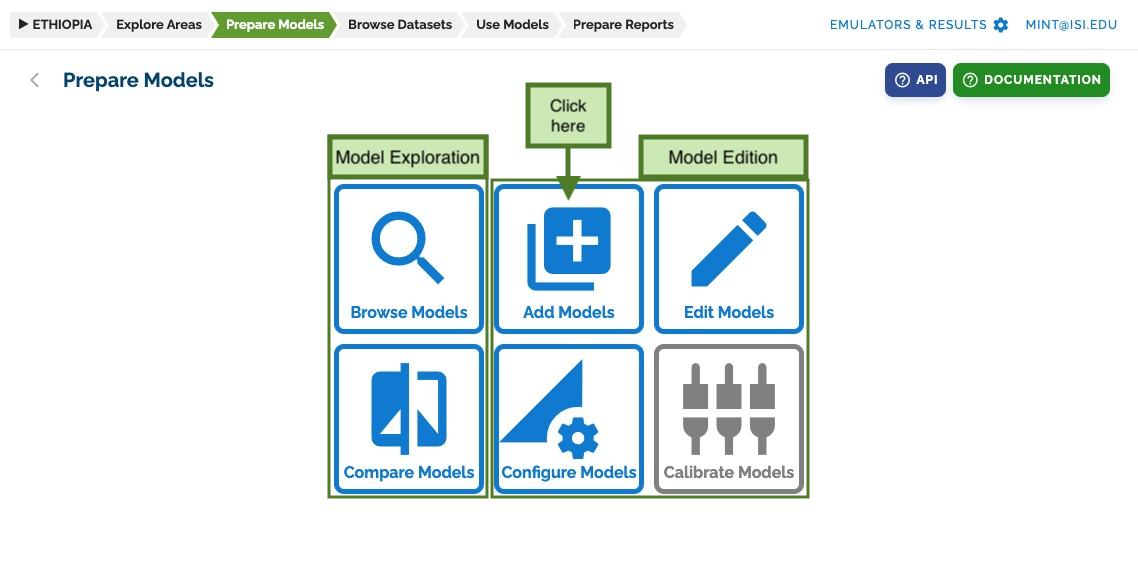 ETHIOPIA Explore Areas Prepare Models Browse Datasets Use Models Prepare Reports EMULATORS & RESULTS MINT@ISI.EDU
Prepare Models
API DOCUMENTATION
Click
here
Model Exploration
Model Edition
Browse Models Add Models Edit Models
Compare Models Configure Models Calibrate Models